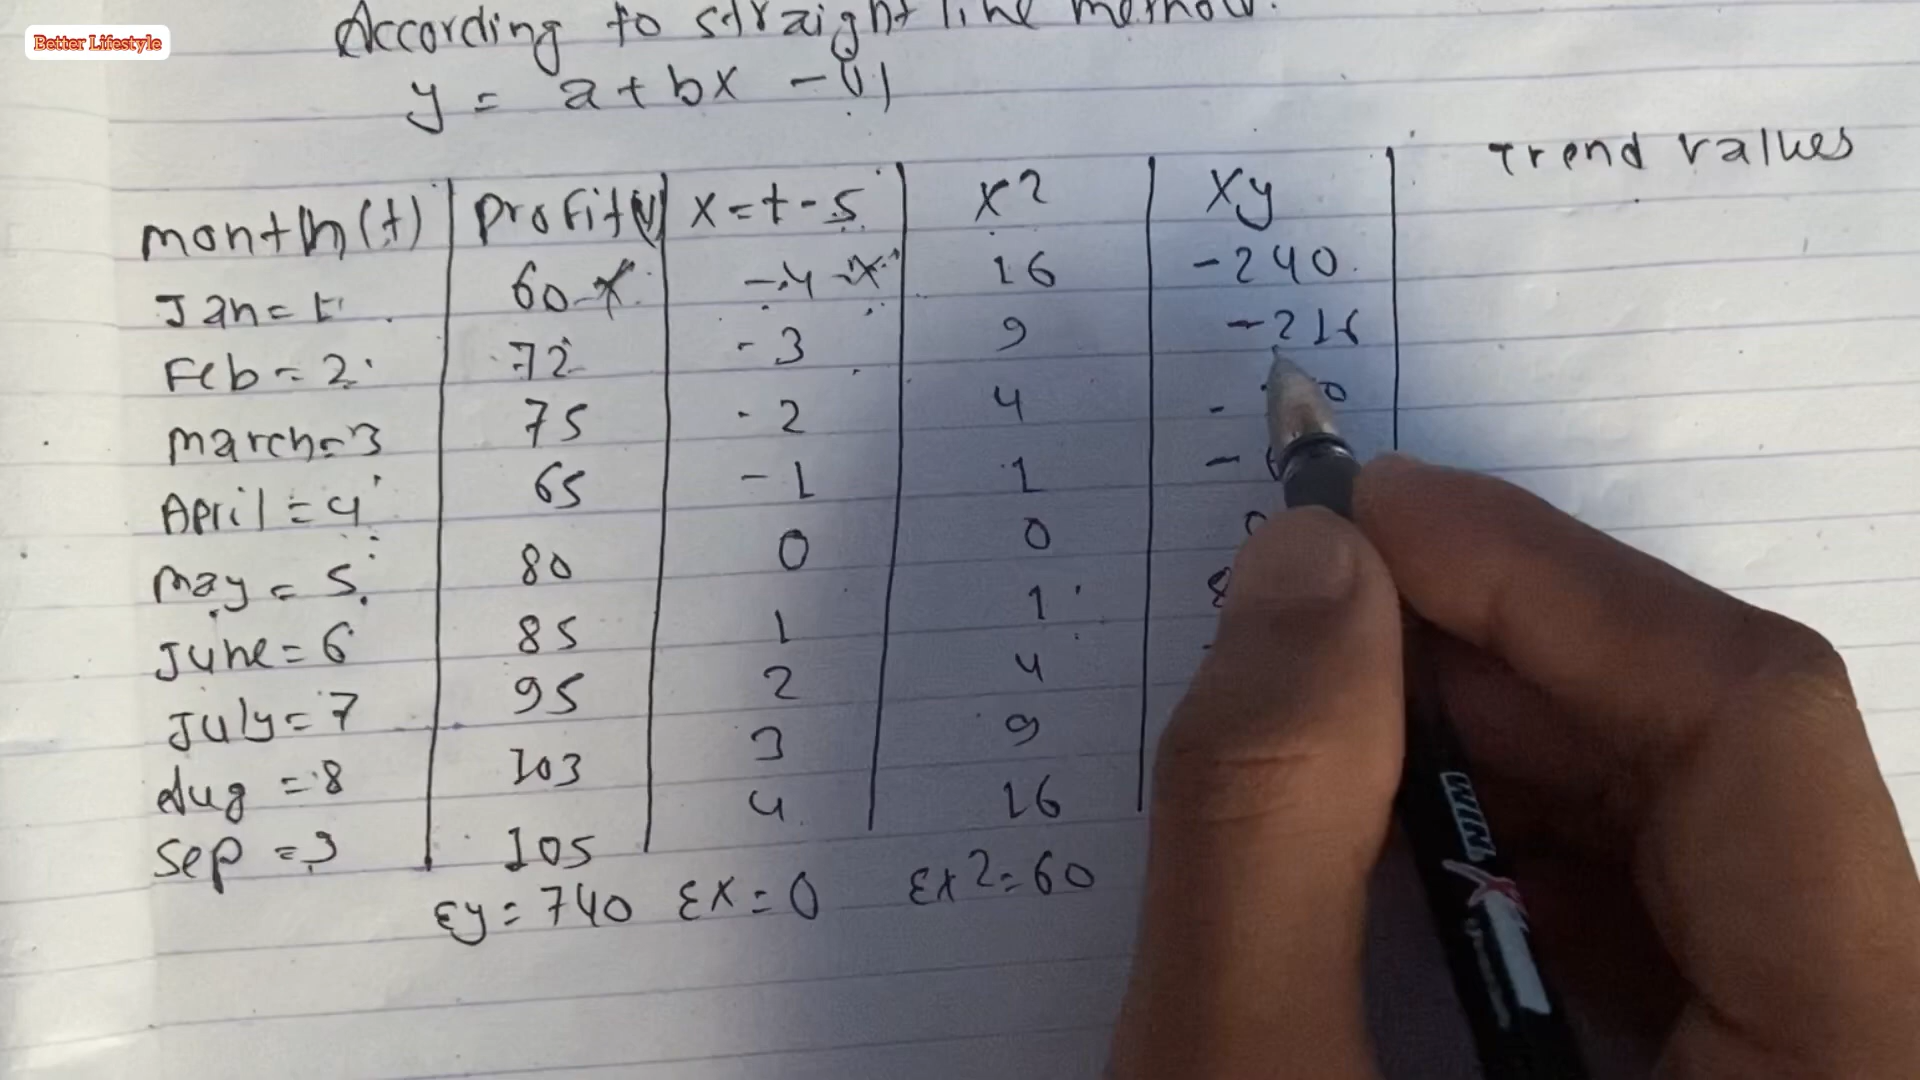 Better Lifestyle
According to straight line method.
y = a + bx - (1)
month(t) Profit(y) x=t-5 x2 xy Trend values
Jan=1 60 -4 16 -240
Feb=2 72 -3 9 -216
March=3 75 -2 4 -
April=4 65 -1 1 -
May=5 80 0 0 0
June=6 85 1 1 8
July=7 95 2 4
Aug=8 103 3 9
Sep=9 105 4 16
Σy=740 Σx=0 Σx2=60
WIN